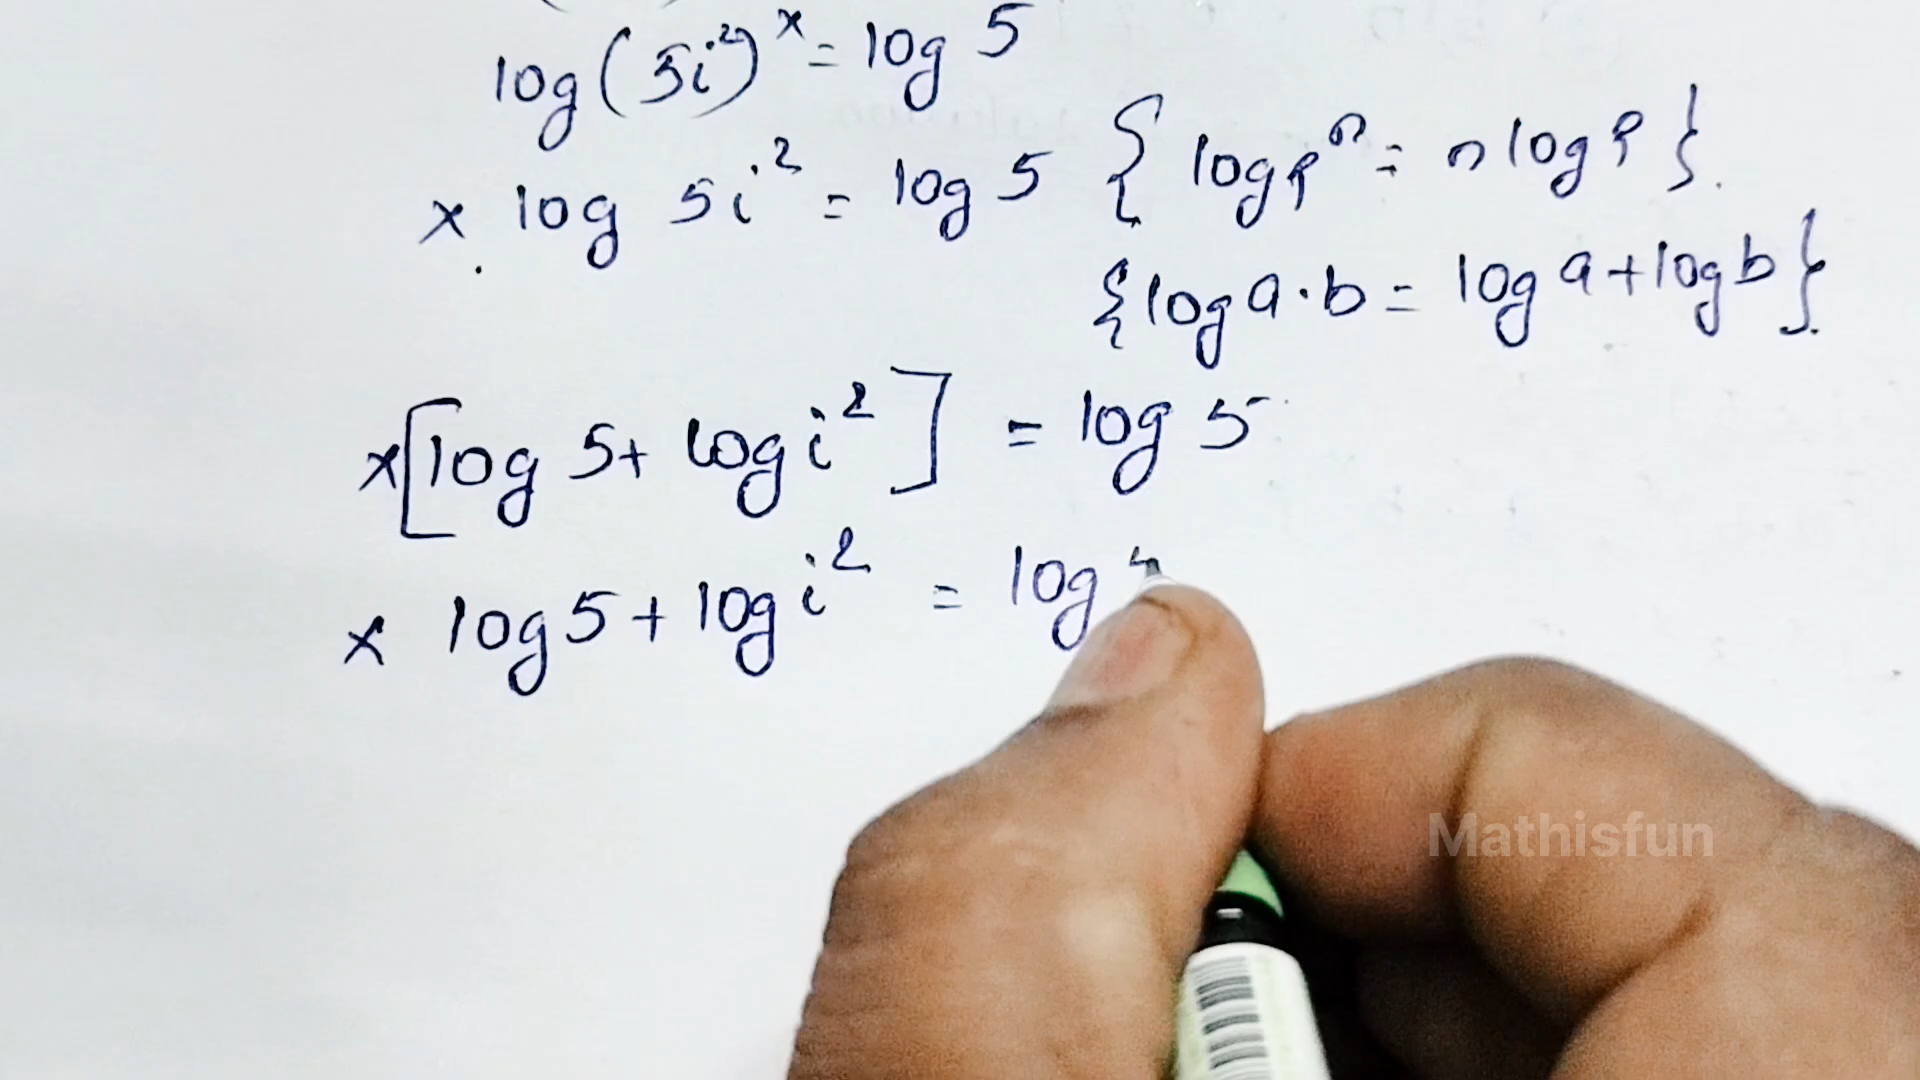 log(5i²)ˣ = log 5
x log 5i² = log 5 {log pⁿ = n log p}.
{log a·b = log a + log b}.
x[log 5 + log i²] = log 5
x log 5 + log i² = log
Mathisfun